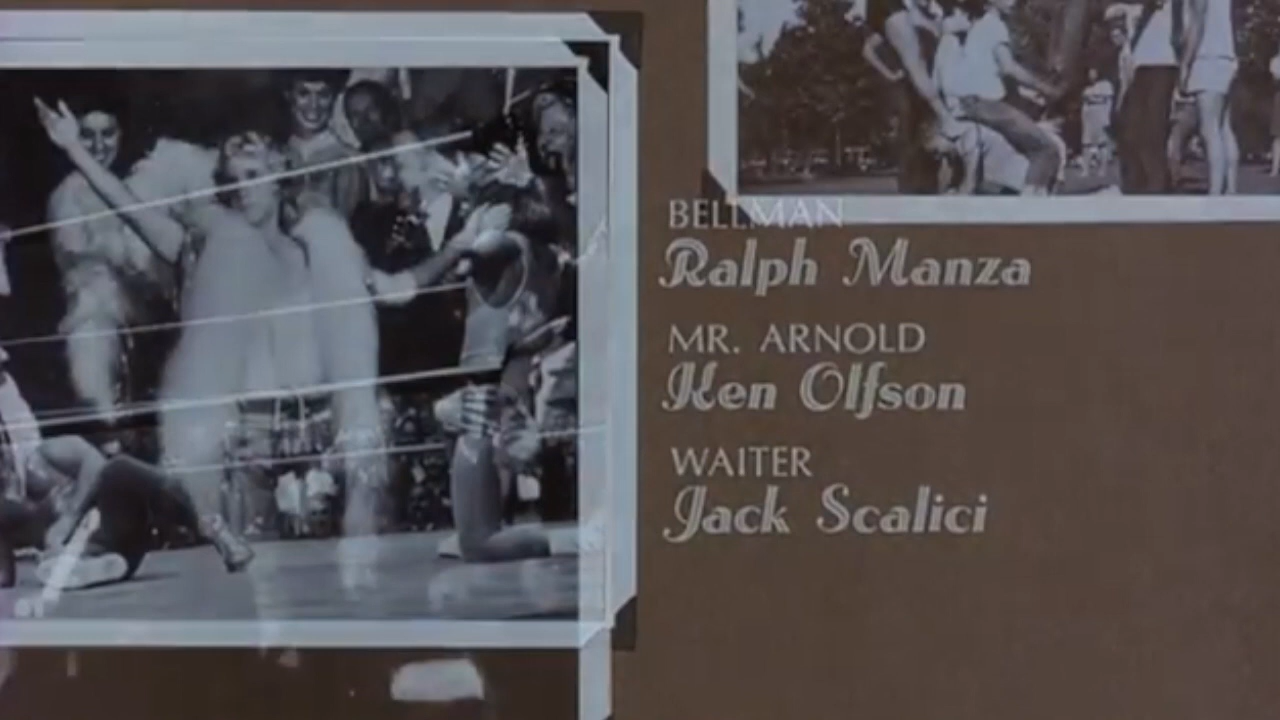 BELLMAN
Ralph Manza
MR. ARNOLD
Ken Olfson
WAITER
Jack Scalici